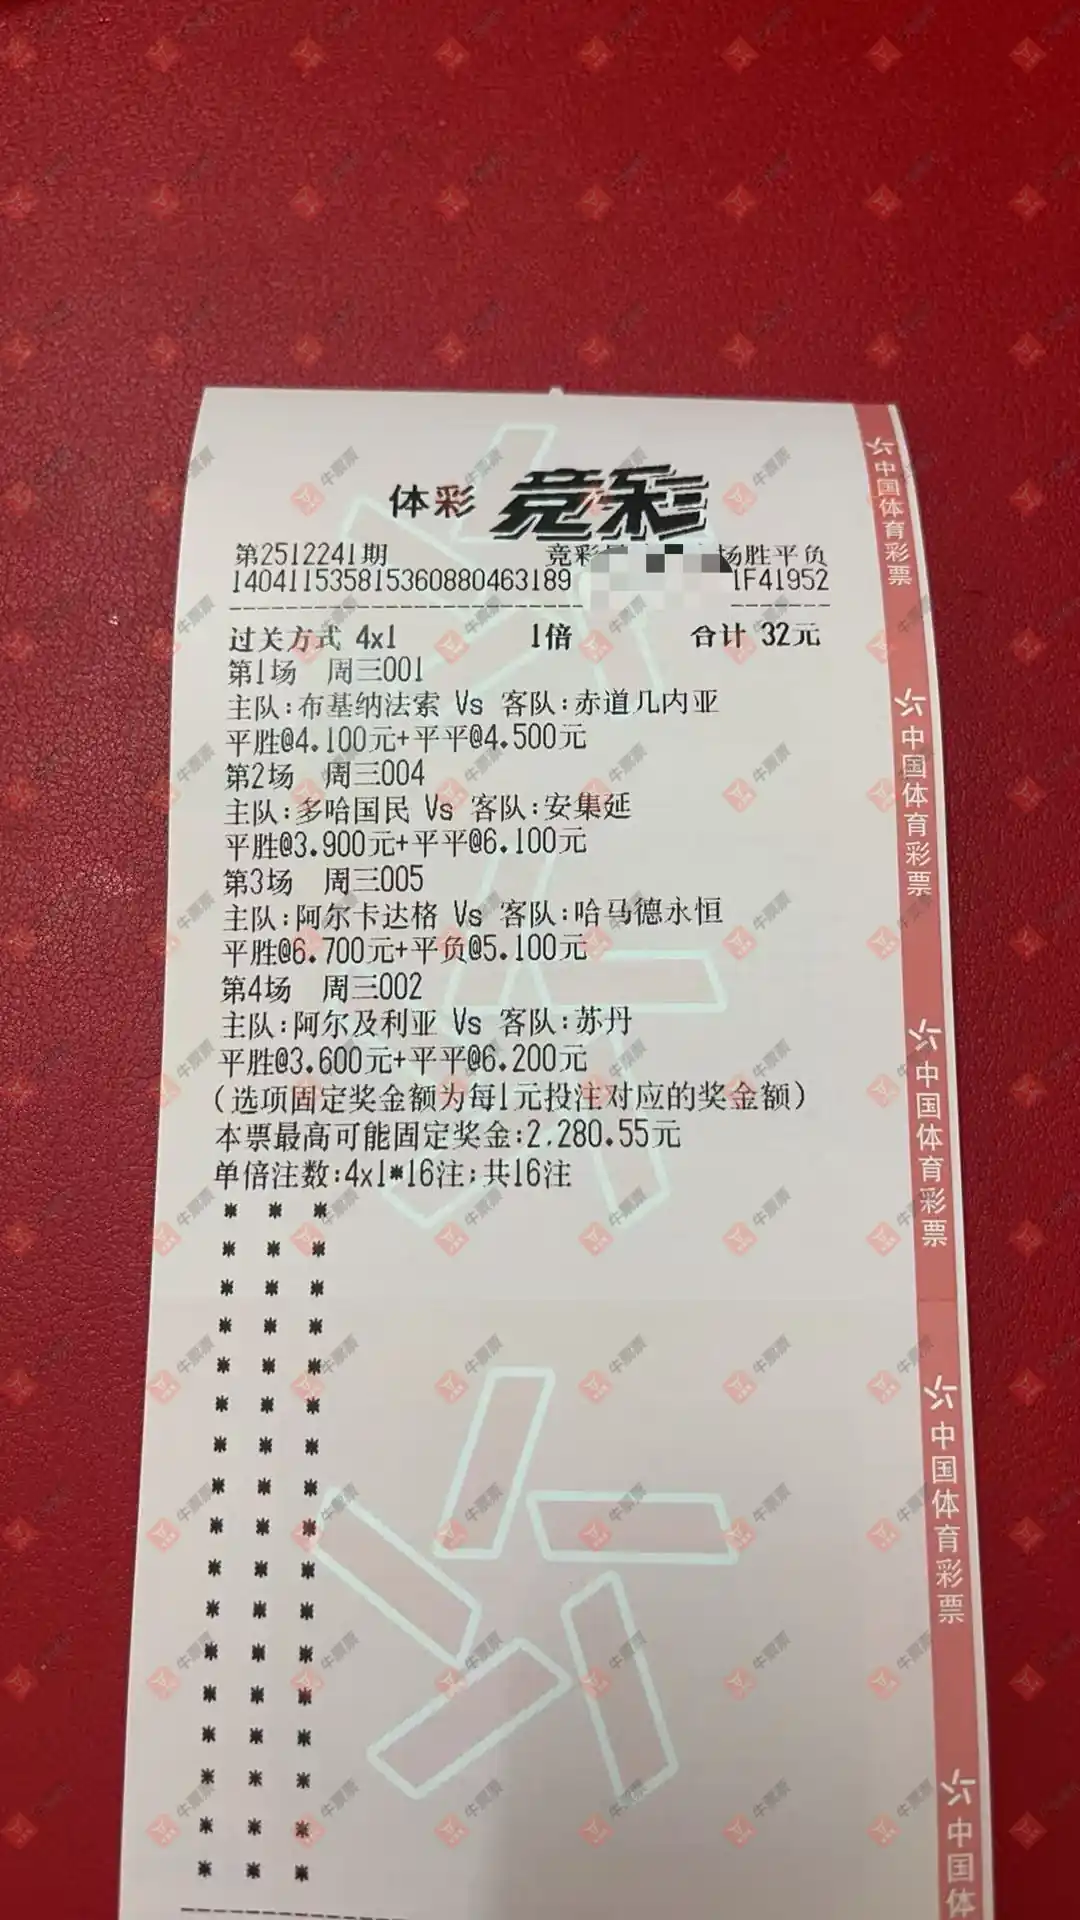 体彩 竞彩
第2512241期 竞彩 场胜平负
140411535815360880463189 1F41952
过关方式 4x1 1倍 合计 32元
第1场 周三001
主队:布基纳法索 Vs 客队:赤道几内亚
平胜@4.100元+平平@4.500元
第2场 周三004
主队:多哈国民 Vs 客队:安集延
平胜@3.900元+平平@6.100元
第3场 周三005
主队:阿尔卡达格 Vs 客队:哈马德永恒
平胜@6.700元+平负@5.100元
第4场 周三002
主队:阿尔及利亚 Vs 客队:苏丹
平胜@3.600元+平平@6.200元
(选项固定奖金额为每1元投注对应的奖金额)
本票最高可能固定奖金:2,280.55元
单倍注数:4x1*16注;共16注
中国体育彩票
中国体育彩票
中国体育彩票
中国体育彩票
中国体
牛票票